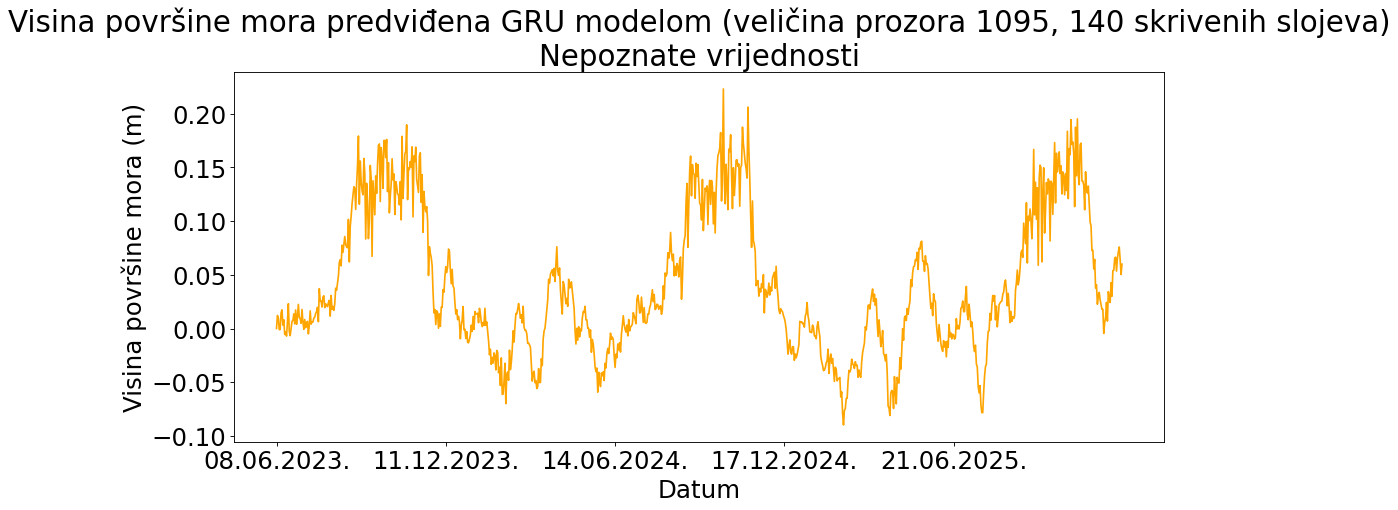 Visina površine mora predviđena GRU modelom (veličina prozora 1095, 140 skrivenih slojeva)
Nepoznate vrijednosti
Visina površine mora (m)
0.20
0.15
0.10
0.05
0.00
−0.05
−0.10
08.06.2023. 11.12.2023. 14.06.2024. 17.12.2024. 21.06.2025.
Datum